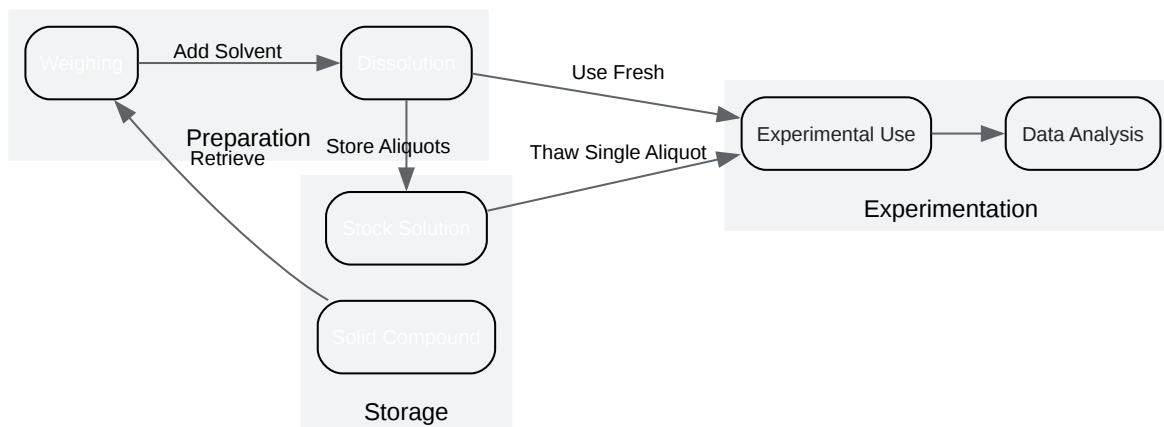 Weighing
Add Solvent
Dissolution
Use Fresh
Experimental Use
Data Analysis
Preparation
Retrieve
Store Aliquots
Thaw Single Aliquot
Stock Solution
Experimentation
Solid Compound
Storage